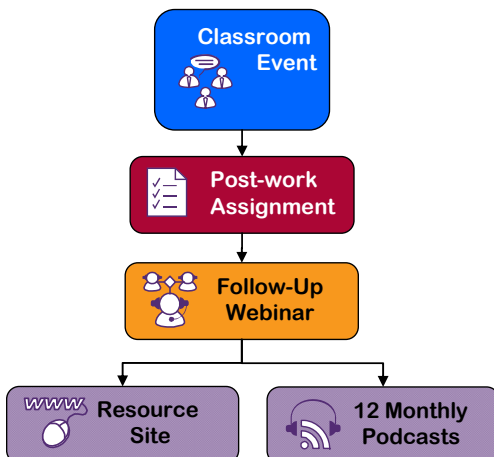 Classroom
Event
Post-work
Assignment
Follow-Up
Webinar
www
Resource
Site
12 Monthly
Podcasts